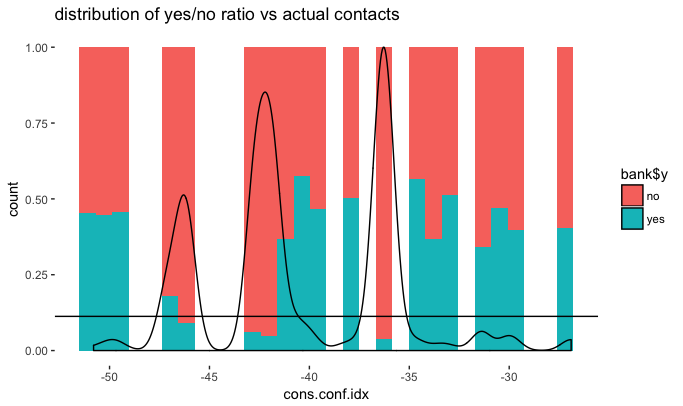 distribution of yes/no ratio vs actual contacts
1.00
0.75
0.50
0.25
0.00
count
-50
-45
-40
-35
-30
cons.conf.idx
bank$y
no
yes